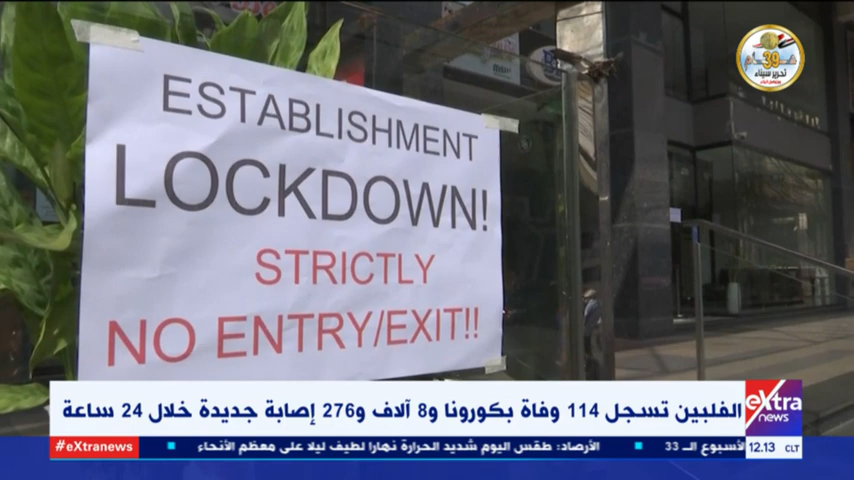 ESTABLISHMENT
LOCKDOWN!
STRICTLY
NO ENTRY/EXIT!!
39
تحرير سيناء
الفلبين تسجل 114 وفاة بكورونا و8 آلاف و276 إصابة جديدة خلال 24 ساعة
eXtra
news
#eXtranews
الأرصاد: طقس اليوم شديد الحرارة نهارا لطيف ليلا على معظم الأنحاء
الأسبوع الـ 33
12.13 CLT